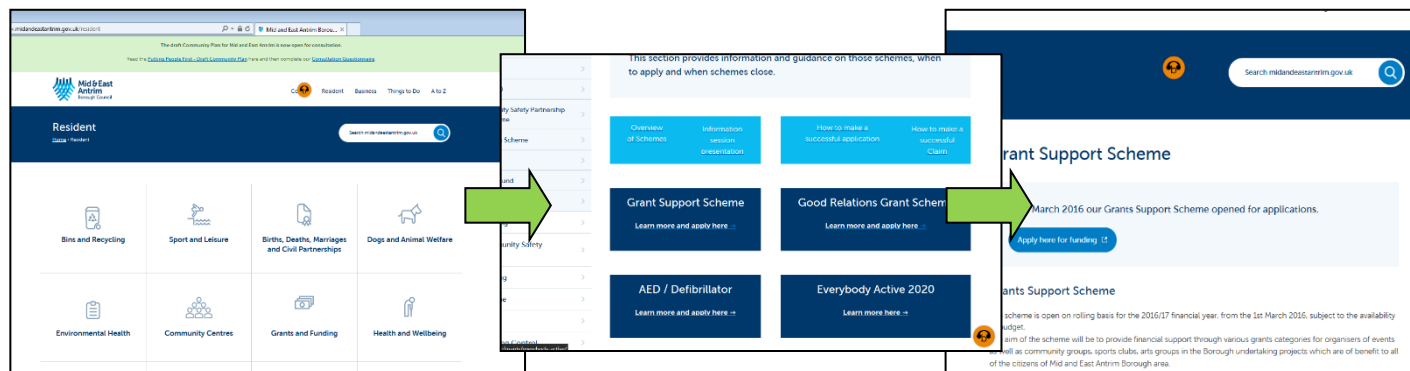 .midandeastantrim.gov.uk/resident
Mid and East Antrim Borou...
The draft Community Plan for Mid and East Antrim is now open for consultation.
Read the Putting People First - Draft Community Plan here and then complete our Consultation Questionnaire
Mid & East
Antrim
Borough Council
Resident
Business
Things to Do
A to Z
Resident
Home › Resident
Search midandeastantrim.gov.uk
Bins and Recycling
Sport and Leisure
Births, Deaths, Marriages
and Civil Partnerships
Dogs and Animal Welfare
Environmental Health
Community Centres
Grants and Funding
Health and Wellbeing
This section provides information and guidance on those schemes, when
to apply and when schemes close.
ty Safety Partnership
me
Scheme
und
unity Safety
g
e
Overview
of Schemes
Information
session
presentation
How to make a
successful application
How to make a
successful
Claim
Grant Support Scheme
Learn more and apply here →
Good Relations Grant Schem
Learn more and apply here →
AED / Defibrillator
Learn more and apply here →
Everybody Active 2020
Learn more here →
Search midandeastantrim.gov.uk
rant Support Scheme
March 2016 our Grants Support Scheme opened for applications.
Apply here for funding
ants Support Scheme
scheme is open on rolling basis for the 2016/17 financial year, from the 1st March 2016, subject to the availability
budget.
aim of the scheme will be to provide financial support through various grants categories for organisers of events
as well as community groups, sports clubs, arts groups in the Borough undertaking projects which are of benefit to all
of the citizens of Mid and East Antrim Borough area.